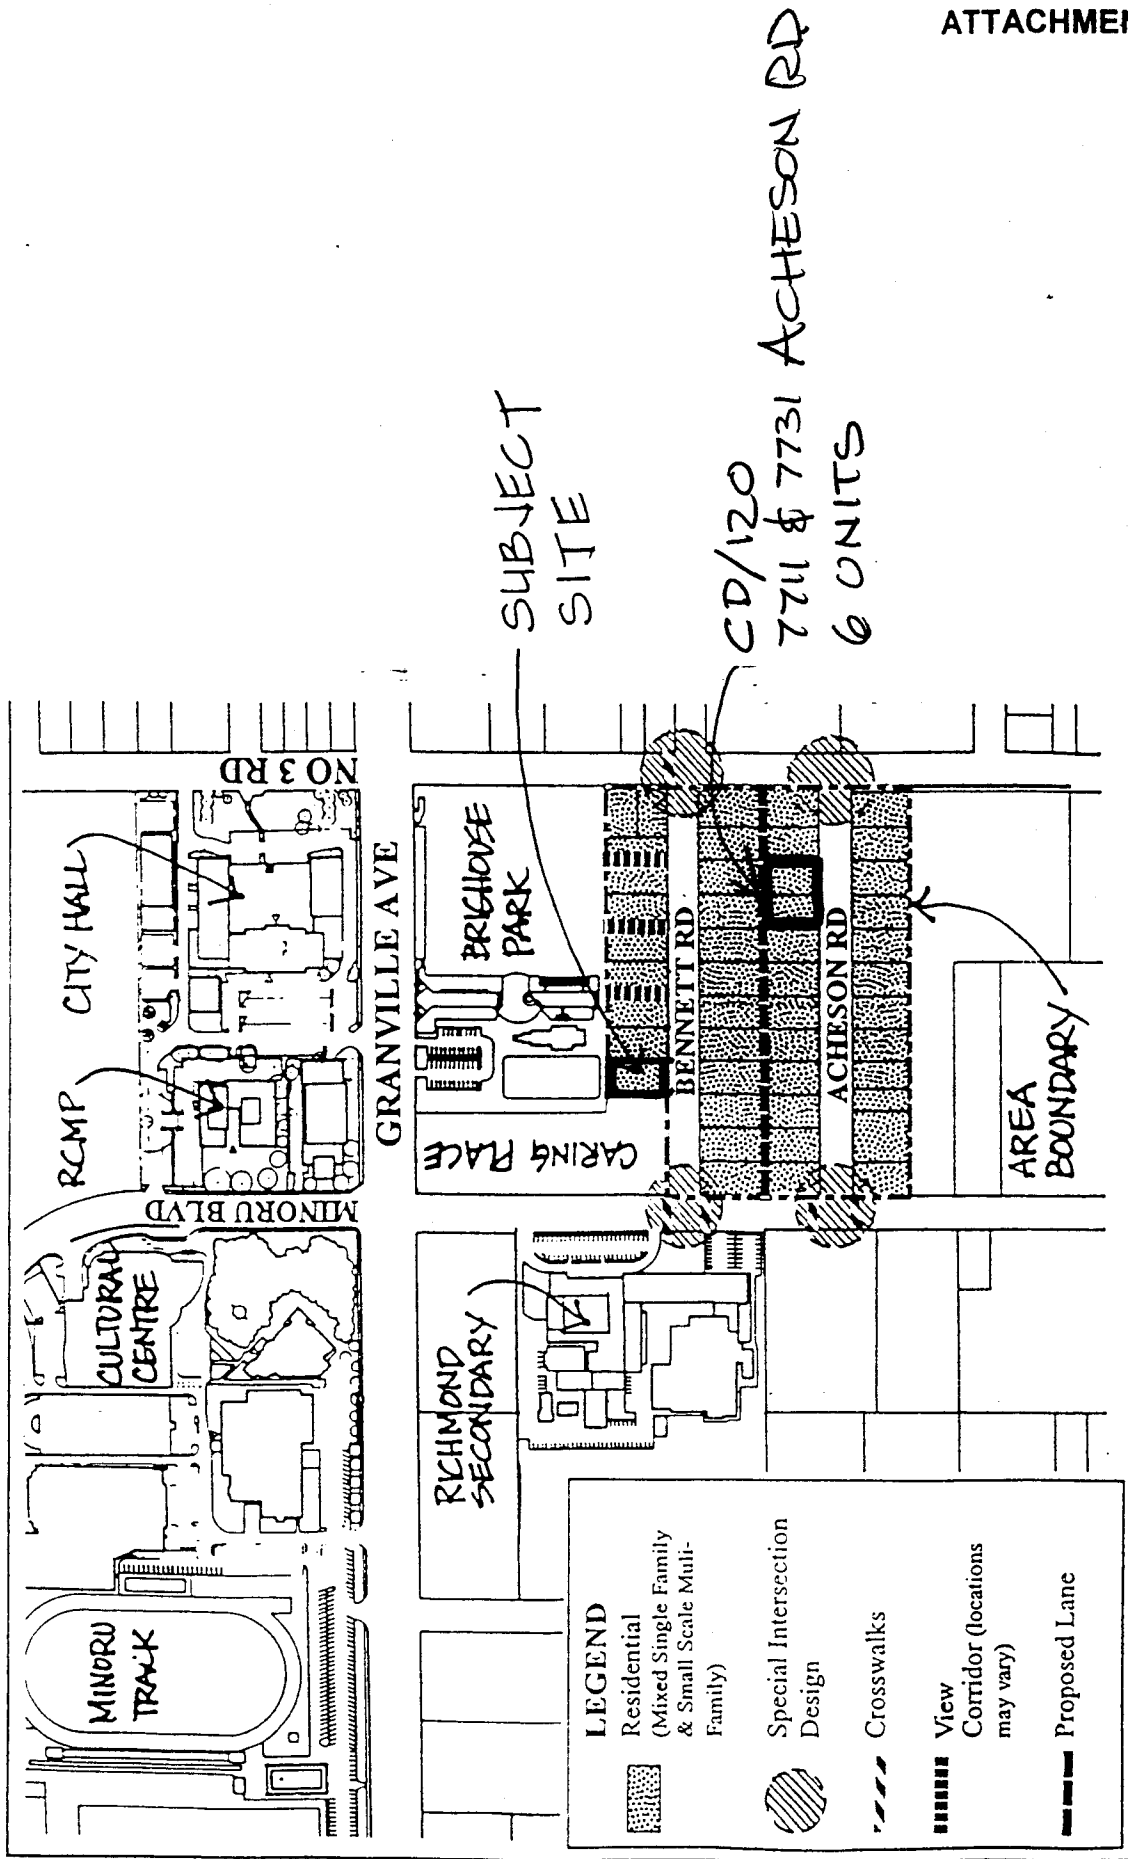 ATTACHMEN
SUBJECT
SITE
CD/120
7711 & 7731 ACHESON RD
6 UNITS
CITY HALL
RCMP
NO 3 RD
MINORU BLVD
GRANVILLE AVE
CULTURAL
CENTRE
MINORU
TRACK
BRIGHOUSE
PARK
CARING PLACE
BENNETT RD
ACHESON RD
AREA
BOUNDARY
RICHMOND
SECONDARY
LEGEND
Residential
(Mixed Single Family
& Small Scale Muli-
Family)
Special Intersection
Design
Crosswalks
View
Corridor (locations
may vary)
Proposed Lane